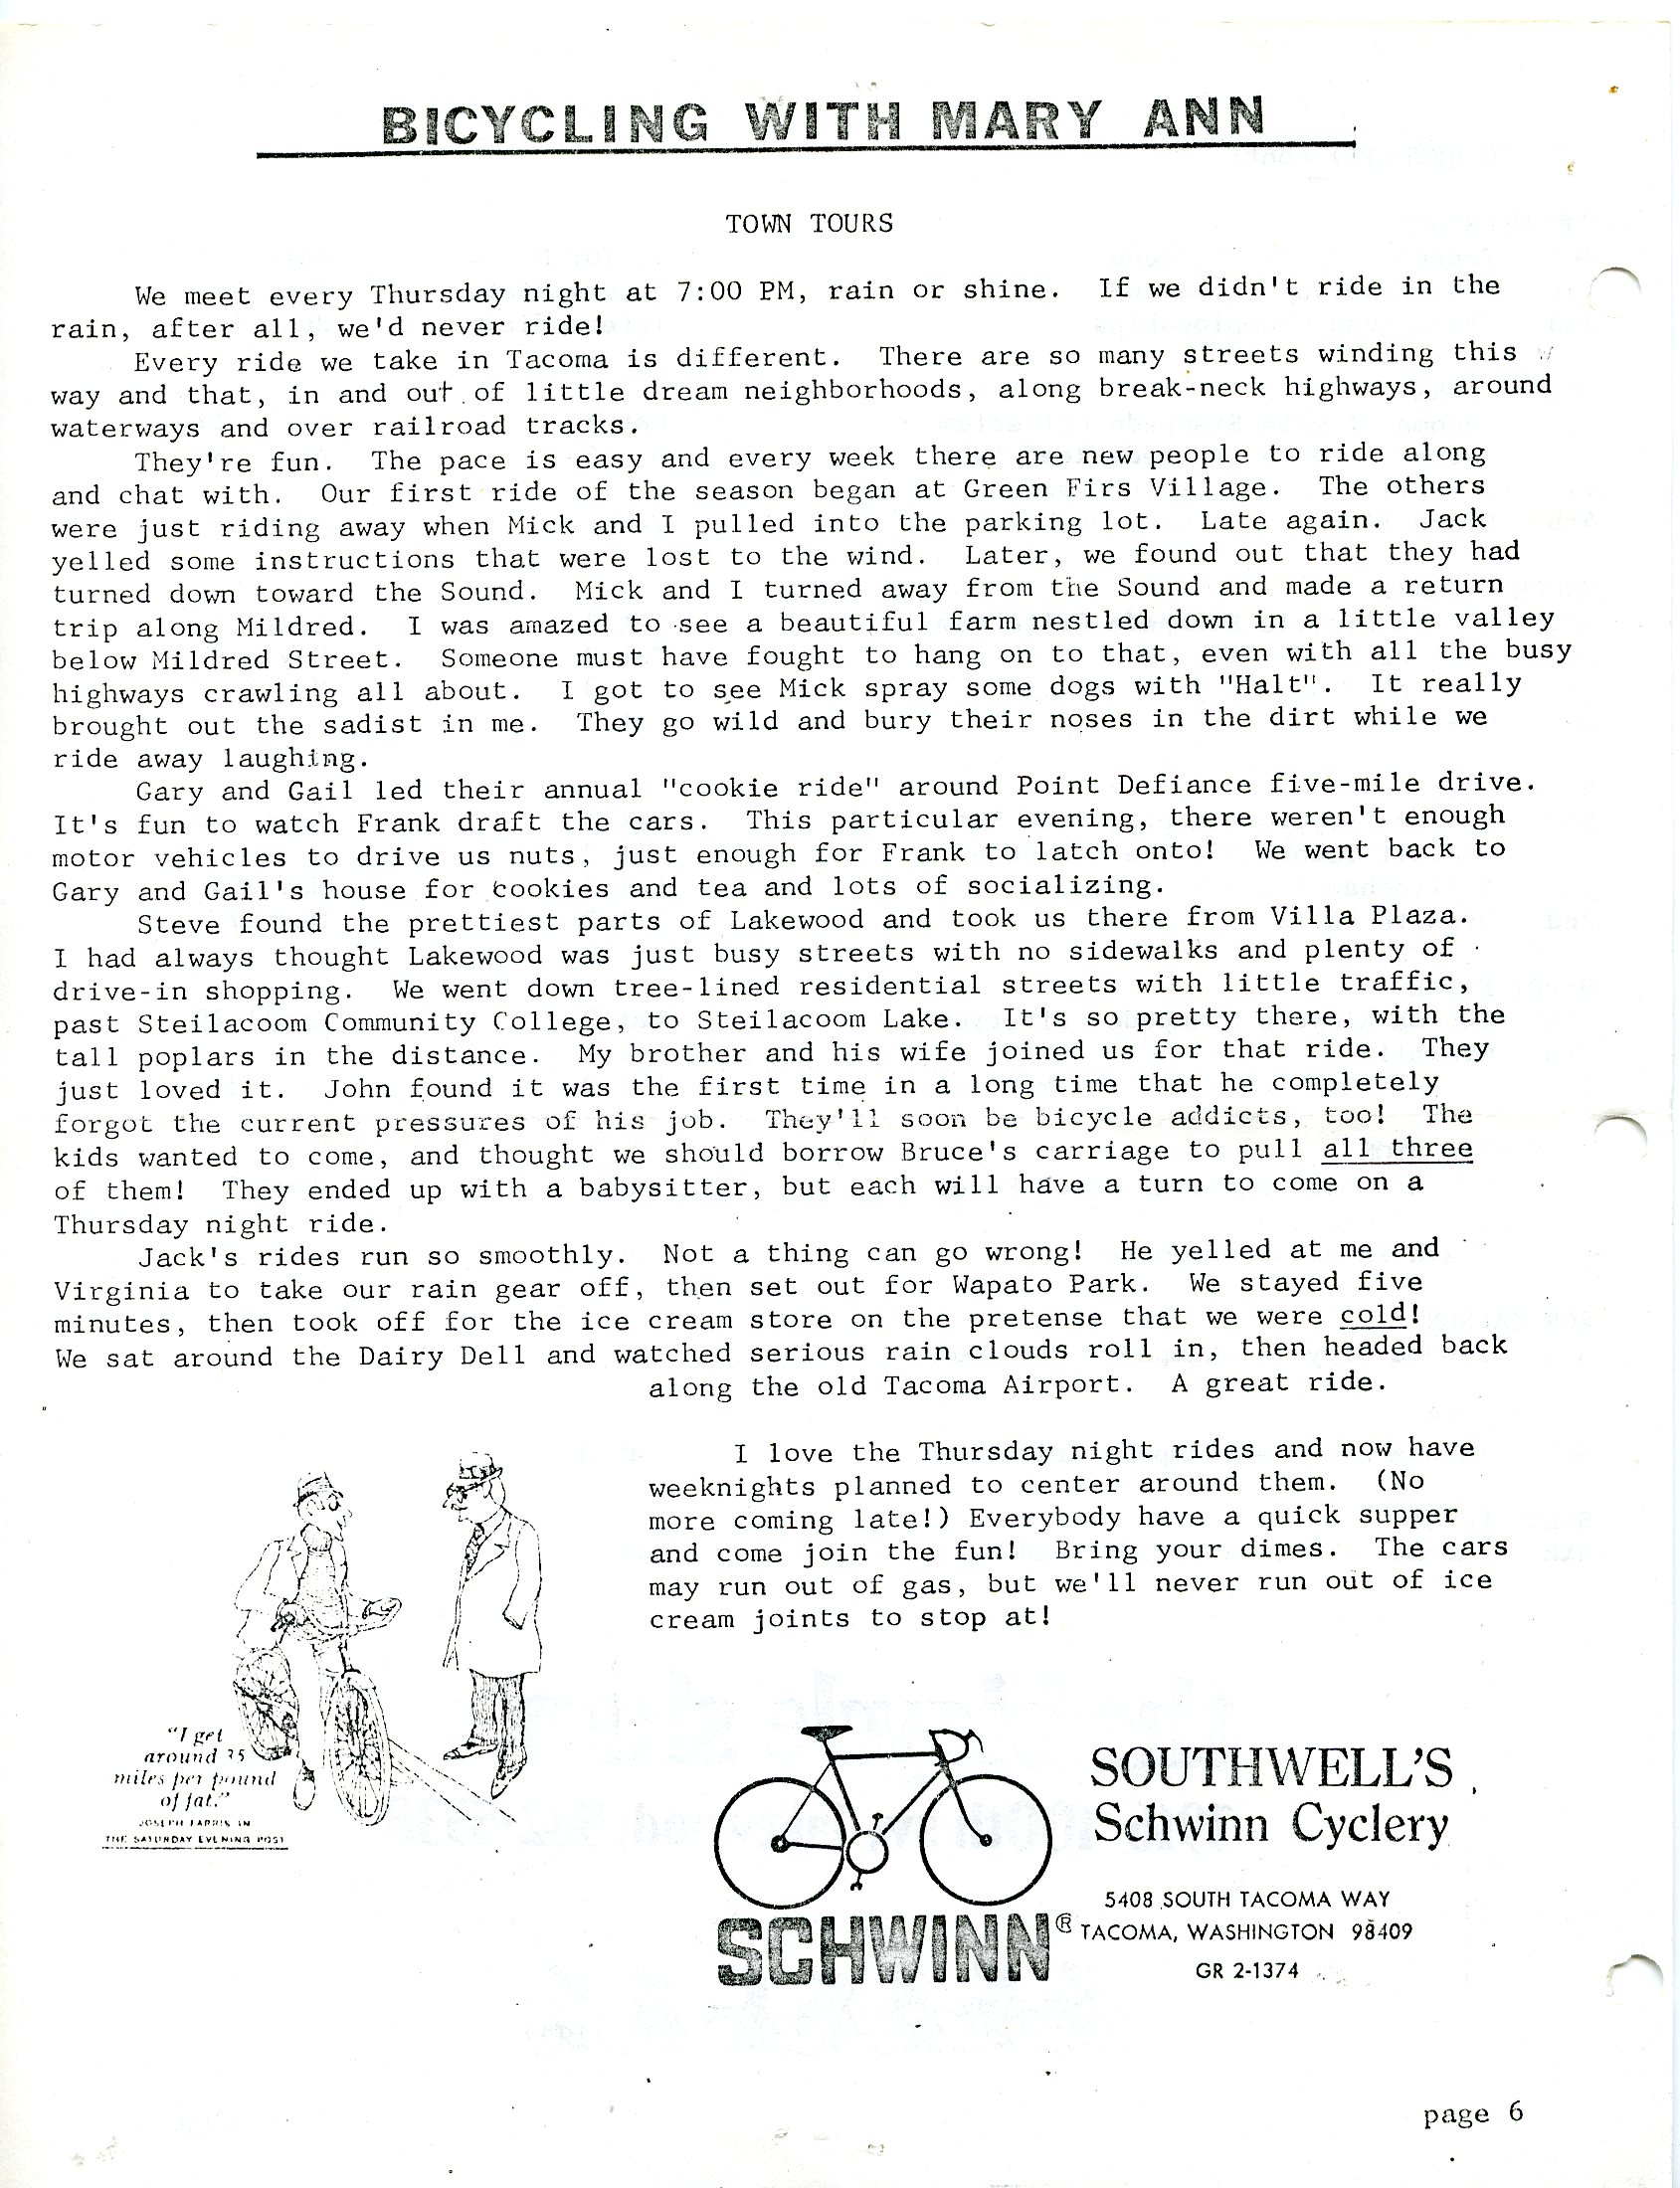 BICYCLING WITH MARY ANN
TOWN TOURS
We meet every Thursday night at 7:00 PM, rain or shine. If we didn't ride in the
rain, after all, we'd never ride!
Every ride we take in Tacoma is different. There are so many streets winding this
way and that, in and out of little dream neighborhoods, along break-neck highways, around
waterways and over railroad tracks.
They're fun. The pace is easy and every week there are new people to ride along
and chat with. Our first ride of the season began at Green Firs Village. The others
were just riding away when Mick and I pulled into the parking lot. Late again. Jack
yelled some instructions that were lost to the wind. Later, we found out that they had
turned down toward the Sound. Mick and I turned away from the Sound and made a return
trip along Mildred. I was amazed to see a beautiful farm nestled down in a little valley
below Mildred Street. Someone must have fought to hang on to that, even with all the busy
highways crawling all about. I got to see Mick spray some dogs with "Halt". It really
brought out the sadist in me. They go wild and bury their noses in the dirt while we
ride away laughing.
Gary and Gail led their annual "cookie ride" around Point Defiance five-mile drive.
It's fun to watch Frank draft the cars. This particular evening, there weren't enough
motor vehicles to drive us nuts, just enough for Frank to latch onto! We went back to
Gary and Gail's house for cookies and tea and lots of socializing.
Steve found the prettiest parts of Lakewood and took us there from Villa Plaza.
I had always thought Lakewood was just busy streets with no sidewalks and plenty of
drive-in shopping. We went down tree-lined residential streets with little traffic,
past Steilacoom Community College, to Steilacoom Lake. It's so pretty there, with the
tall poplars in the distance. My brother and his wife joined us for that ride. They
just loved it. John found it was the first time in a long time that he completely
forgot the current pressures of his job. They'll soon be bicycle addicts, too! The
kids wanted to come, and thought we should borrow Bruce's carriage to pull all three
of them! They ended up with a babysitter, but each will have a turn to come on a
Thursday night ride.
Jack's rides run so smoothly. Not a thing can go wrong! He yelled at me and
Virginia to take our rain gear off, then set out for Wapato Park. We stayed five
minutes, then took off for the ice cream store on the pretense that we were cold!
We sat around the Dairy Dell and watched serious rain clouds roll in, then headed back
along the old Tacoma Airport. A great ride.
I love the Thursday night rides and now have
weeknights planned to center around them. (No
more coming late!) Everybody have a quick supper
and come join the fun! Bring your dimes. The cars
may run out of gas, but we'll never run out of ice
cream joints to stop at!
"I get
around 35
miles per pound
of fat."
JOSEPH FARRIS IN
THE SATURDAY EVENING POST
SOUTHWELL'S
Schwinn Cyclery
5408 SOUTH TACOMA WAY
SCHWINN® TACOMA, WASHINGTON 98409
GR 2-1374
page 6